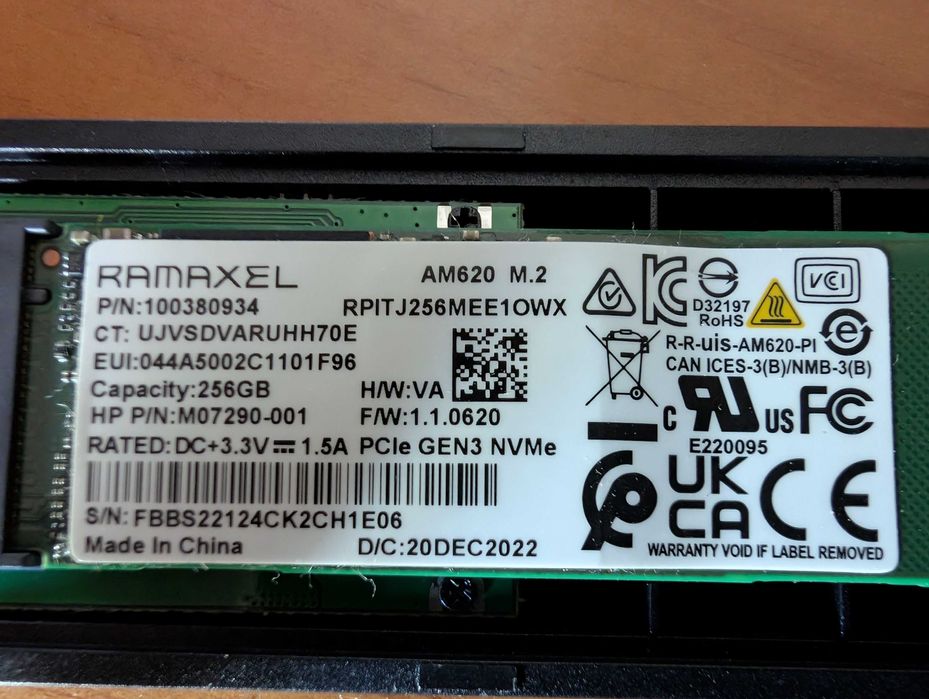 RAMAXEL
AM620 M.2
P/N:100380934
RPITJ256MEE1OWX
CT: UJVSDVARUHH70E
EUI:044A5002C1101F96
Capacity:256GB
H/W:VA
HP P/N:M07290-001
F/W:1.1.0620
RATED: DC+3.3V⎓1.5A PCIe GEN3 NVMe
S/N: FBBS22124CK2CH1E06
Made In China
D/C:20DEC2022
KC
D32197
RoHS
VCI
R-R-uis-AM620-PI
CAN ICES-3(B)/NMB-3(B)
c RU US
FC
E220095
UK
CA
CE
WARRANTY VOID IF LABEL REMOVED